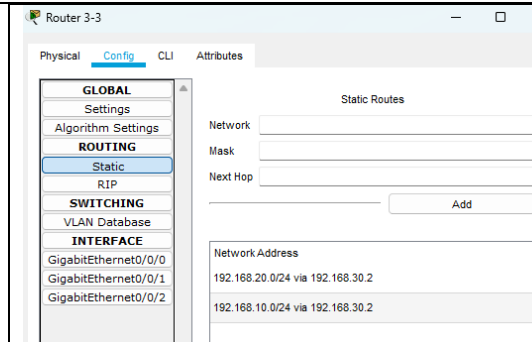 Router 3-3
Physical Config CLI Attributes
GLOBAL
Settings
Algorithm Settings
ROUTING
Static
RIP
SWITCHING
VLAN Database
INTERFACE
GigabitEthernet0/0/0
GigabitEthernet0/0/1
GigabitEthernet0/0/2
Static Routes
Network
Mask
Next Hop
Add
Network Address
192.168.20.0/24 via 192.168.30.2
192.168.10.0/24 via 192.168.30.2